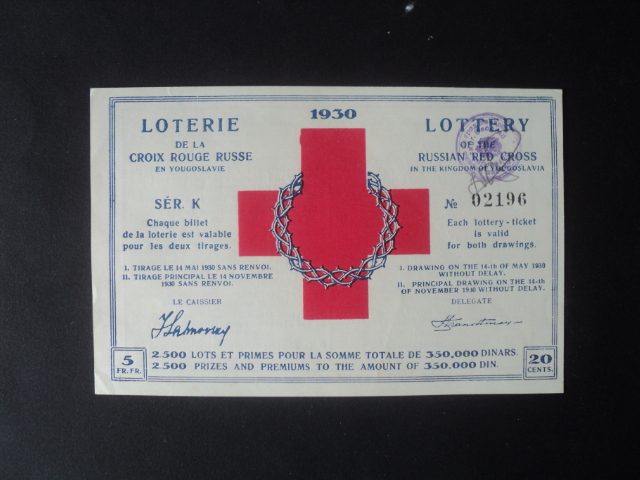 1930
LOTERIE
DE LA
CROIX ROUGE RUSSE
EN YOUGOSLAVIE
SÉR. K
Chaque billet
de la loterie est valable
pour les deux tirages.
I. TIRAGE LE 14 MAI 1930 SANS RENVOI.
II. TIRAGE PRINCIPAL LE 14 NOVEMBRE
1930 SANS RENVOI.
LE CAISSIER
LOTTERY
OF THE
RUSSIAN RED CROSS
IN THE KINGDOM OF YOUGOSLAVIA
№ 02196
Each lottery-ticket
is valid
for both drawings.
I. DRAWING ON THE 14-th OF MAY 1930
WITHOUT DELAY.
II. PRINCIPAL DRAWING ON THE 14-th
OF NOVEMBER 1930 WITHOUT DELAY.
DELEGATE
5
FR. FR.
2.500 LOTS ET PRIMES POUR LA SOMME TOTALE DE 350,000 DINARS.
2.500 PRIZES AND PREMIUMS TO THE AMOUNT OF 350.000 DIN.
20
CENTS.